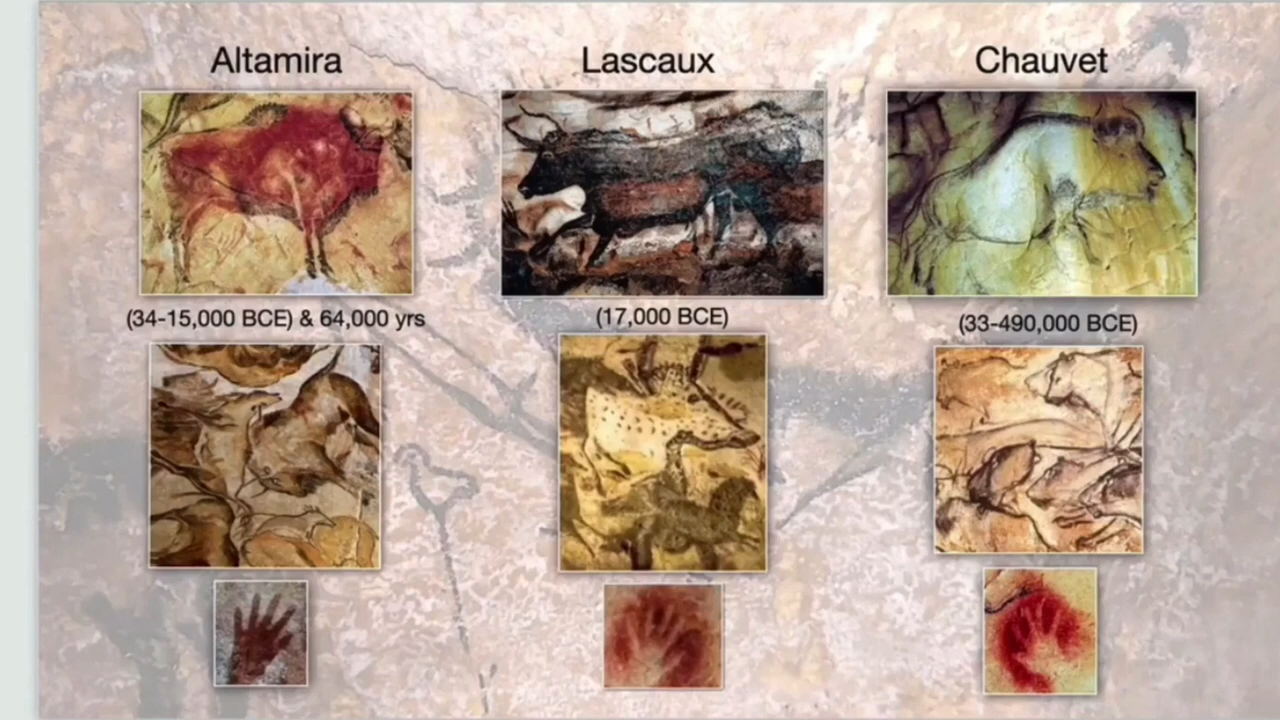 Altamira
Lascaux
Chauvet
(34-15,000 BCE) & 64,000 yrs
(17,000 BCE)
(33-490,000 BCE)